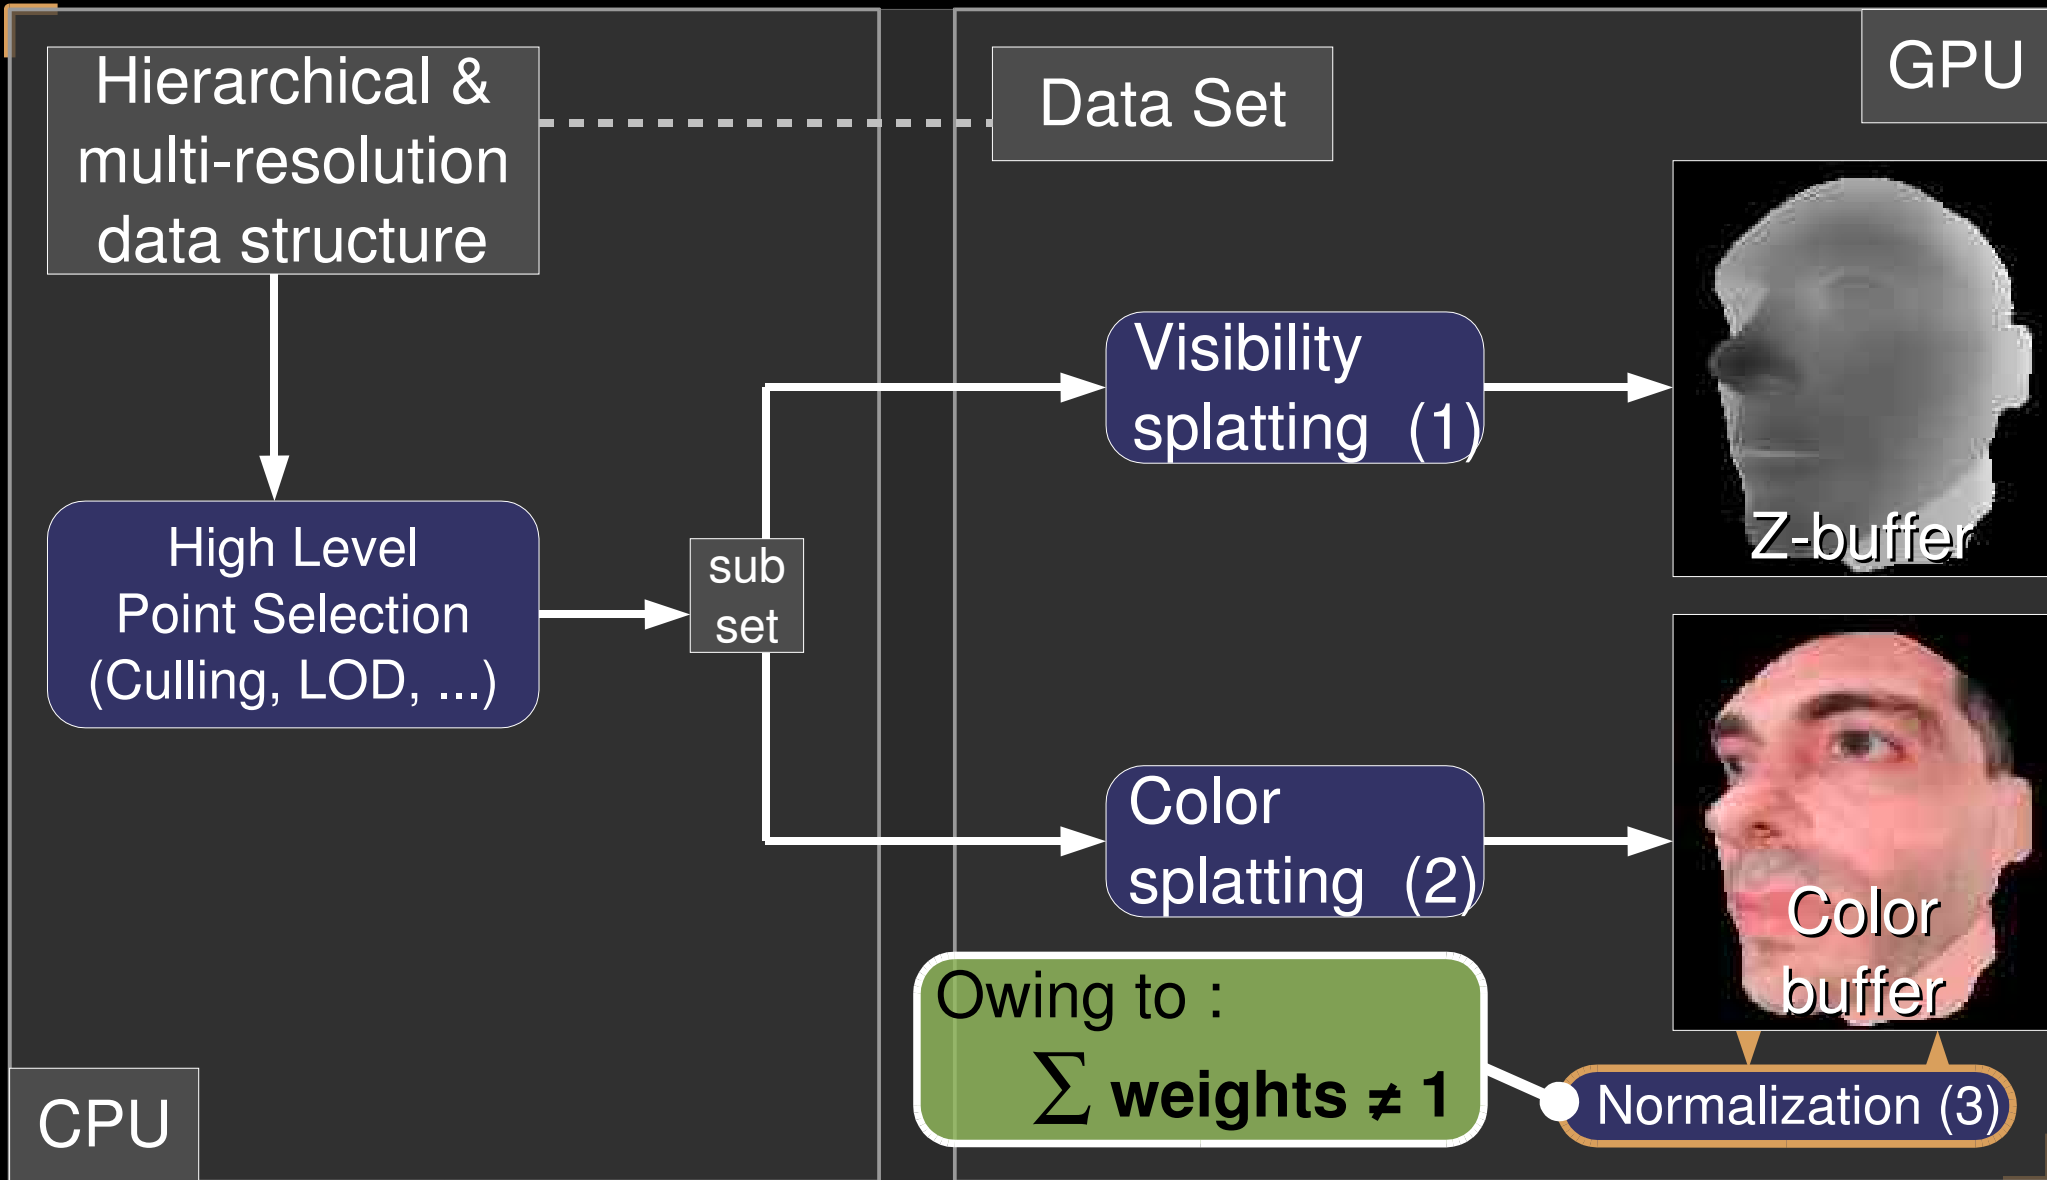 Hierarchical &
multi-resolution
data structure
Data Set
GPU
Visibility
splatting (1)
Z-buffer
High Level
Point Selection
(Culling, LOD, ...)
sub
set
Color
splatting (2)
Color
buffer
Owing to :
∑ weights ≠ 1
Normalization (3)
CPU